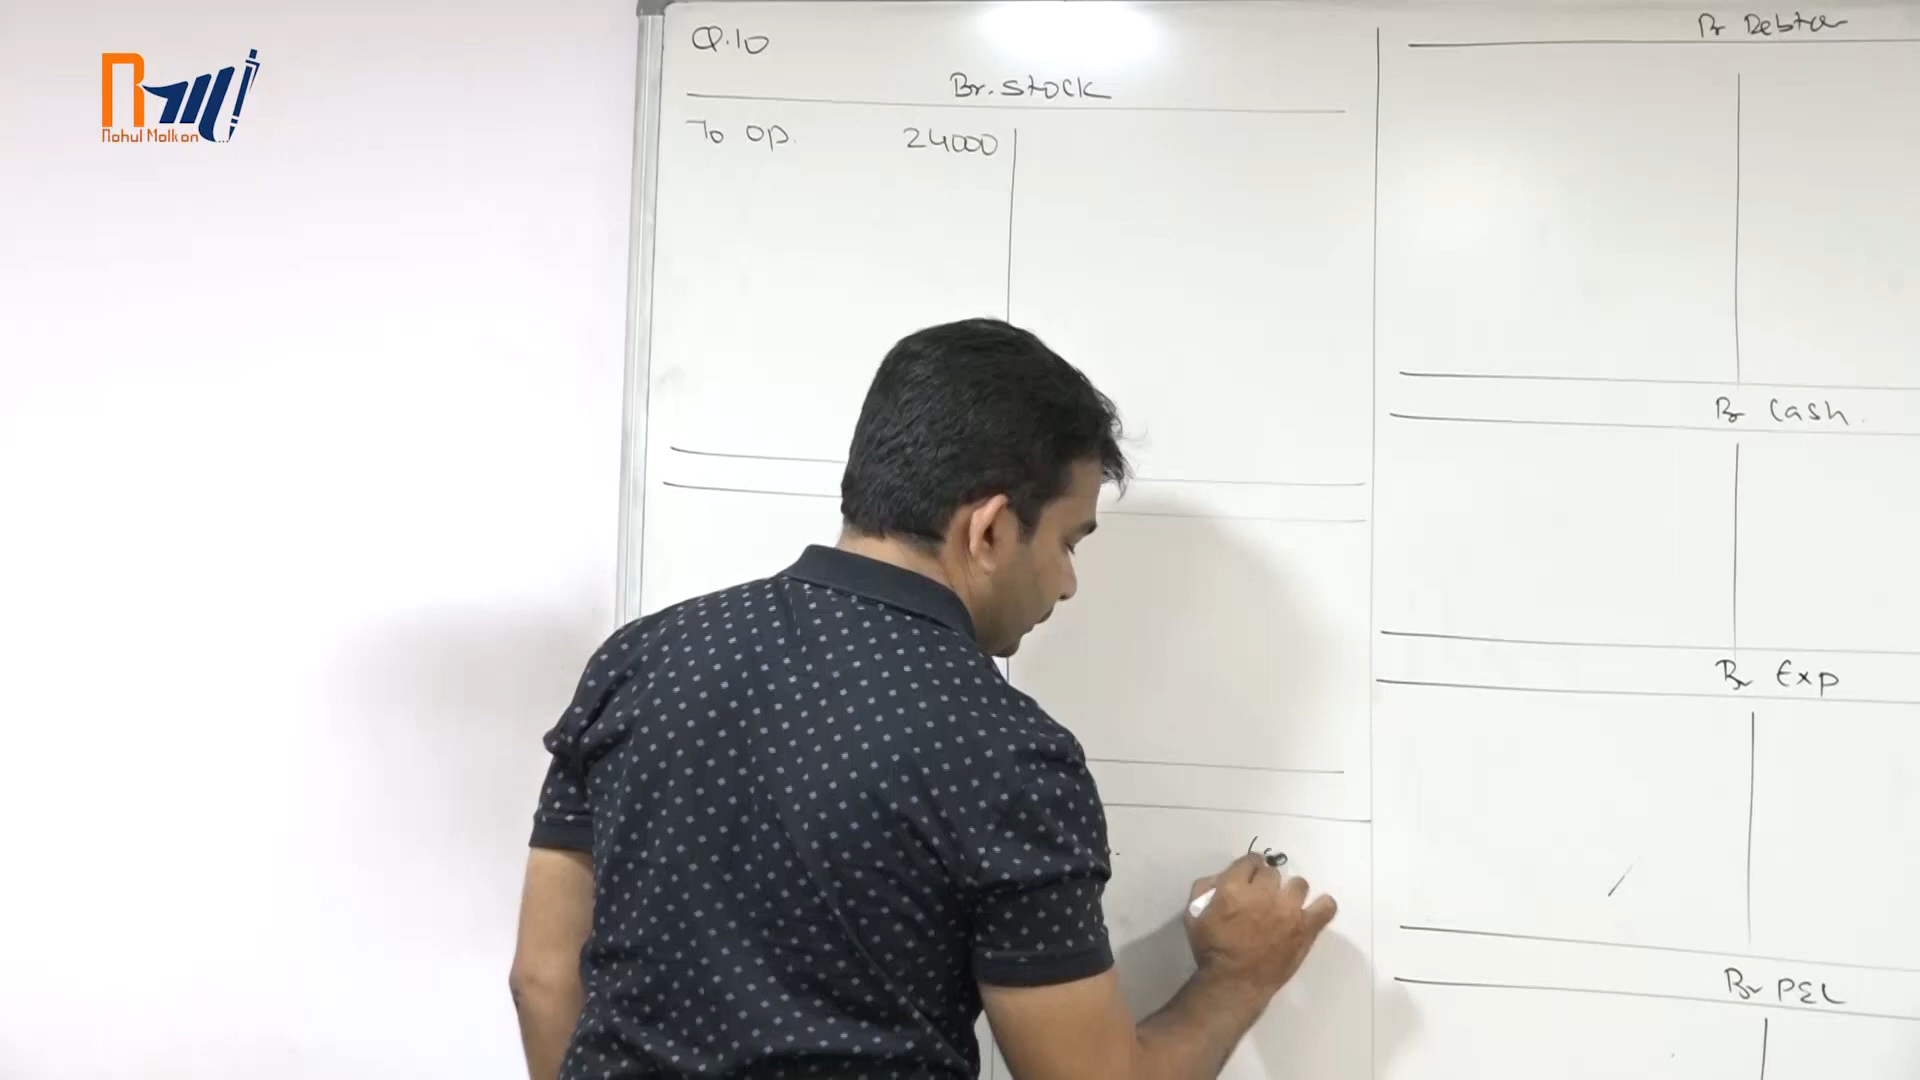 Rahul Malkan
Q.10
Br. Stock
To Op. 24000
Br Debtor
Br Cash.
Br Exp
Br P&L